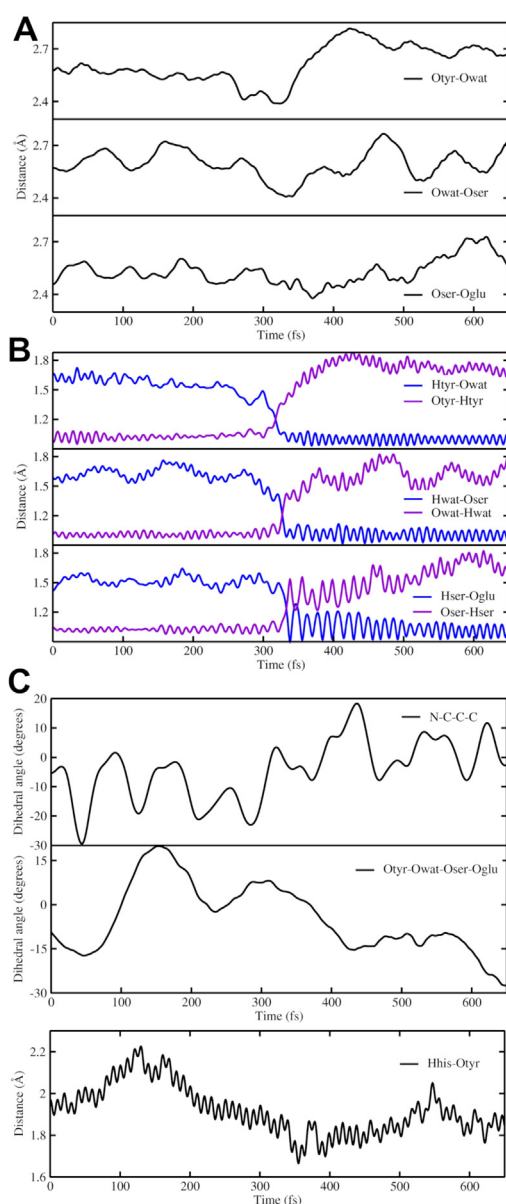 A
2.7
Otyr-Owat
2.4
Distance (Å)
2.7
Owat-Oser
2.4
2.7
Oser-Oglu
2.4
0 100 200 300 400 500 600
Time (fs)
B
1.8
Htyr-Owat
1.5
Otyr-Htyr
1.2
Distance (Å)
1.8
Hwat-Oser
1.5
Owat-Hwat
1.2
1.8
Hser-Oglu
1.5
Oser-Hser
1.2
0 100 200 300 400 500 600
Time (fs)
C
Dihedral angle (degrees)
20
N-C-C-C
10
0
-10
-20
-30
Dihedral angle (degrees)
15
Otyr-Owat-Oser-Oglu
0
-15
-30
0 100 200 300 400 500 600
Time (fs)
Distance (Å)
2.2
Hhis-Otyr
2
1.8
1.6
0 150 300 450 600
Time (fs)